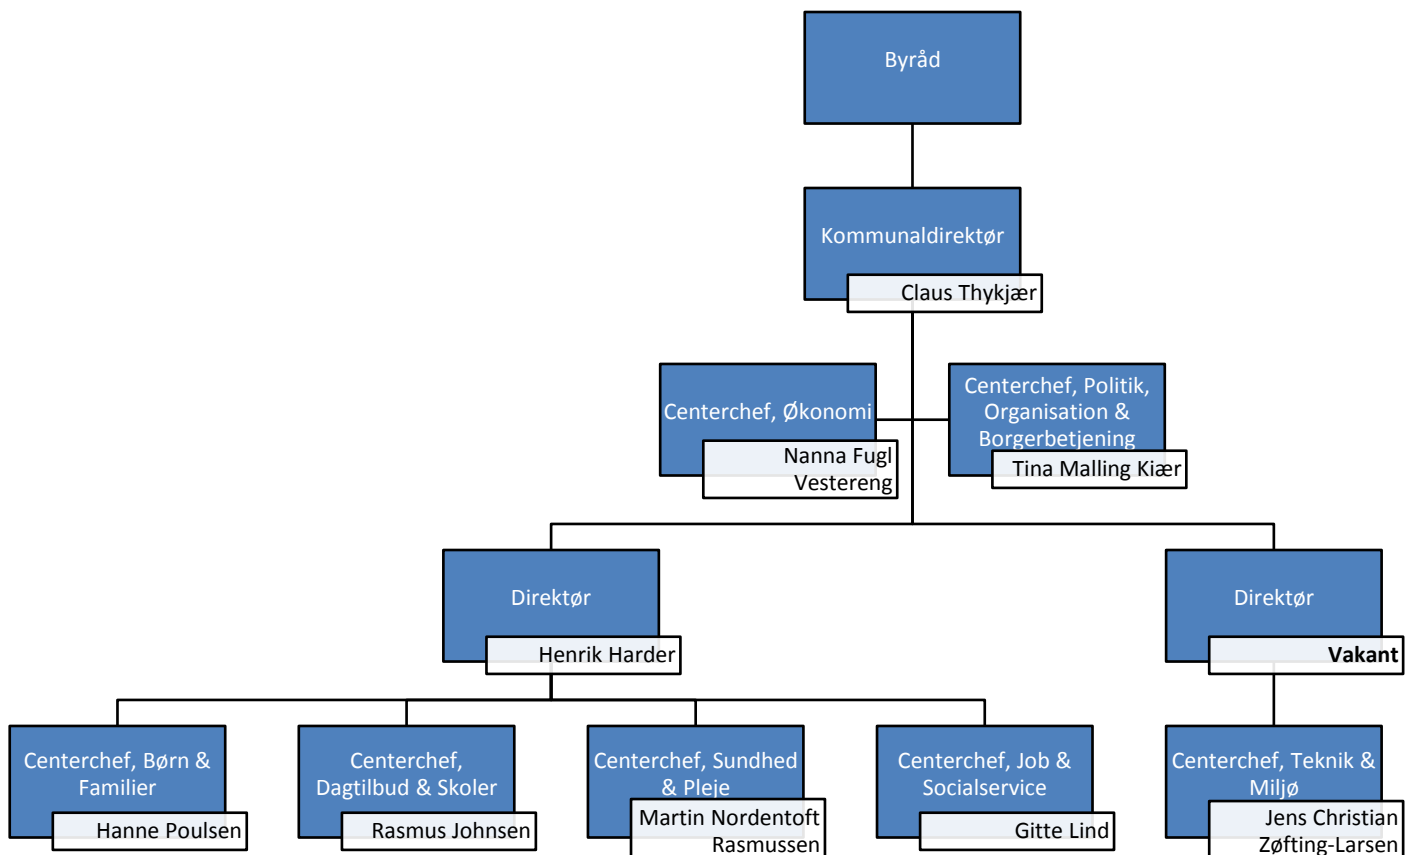 Byråd
Kommunaldirektør
Claus Thykjær
Centerchef, Økonomi
Nanna Fugl
Vestereng
Centerchef, Politik,
Organisation &
Borgerbetjening
Tina Malling Kiær
Direktør
Henrik Harder
Direktør
Vakant
Centerchef, Børn &
Familier
Hanne Poulsen
Centerchef,
Dagtilbud & Skoler
Rasmus Johnsen
Centerchef, Sundhed
& Pleje
Martin Nordentoft
Rasmussen
Centerchef, Job &
Socialservice
Gitte Lind
Centerchef, Teknik &
Miljø
Jens Christian
Zøfting-Larsen